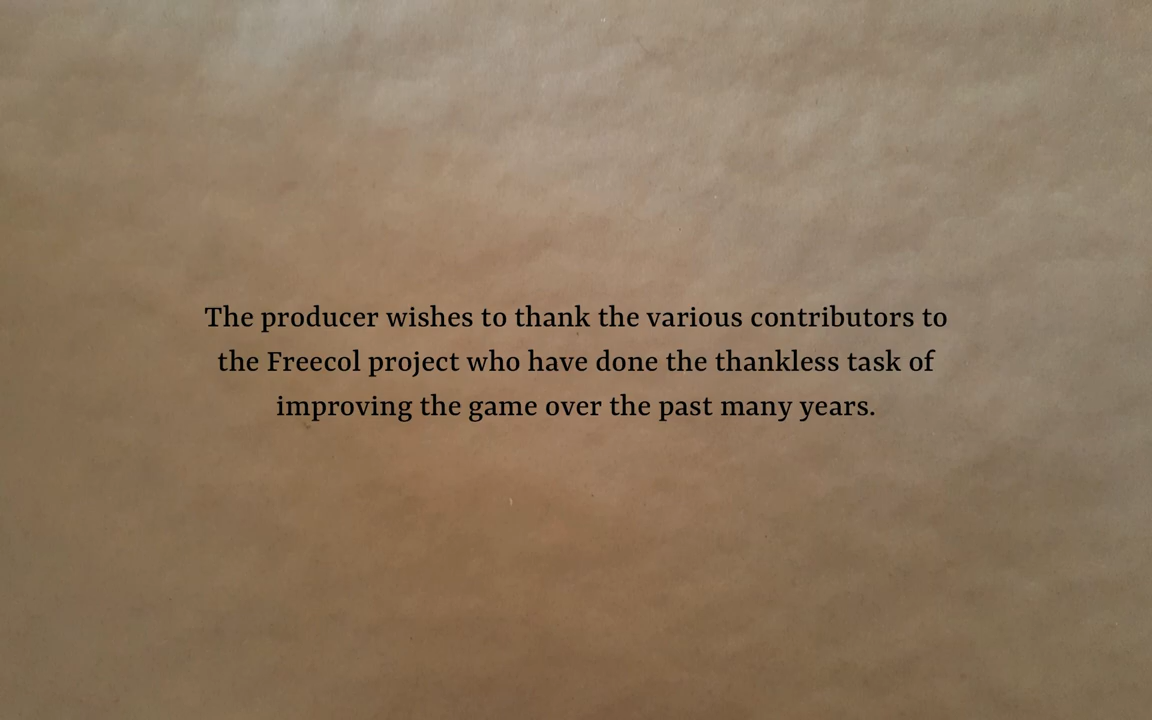 The producer wishes to thank the various contributors to
the Freecol project who have done the thankless task of
improving the game over the past many years.